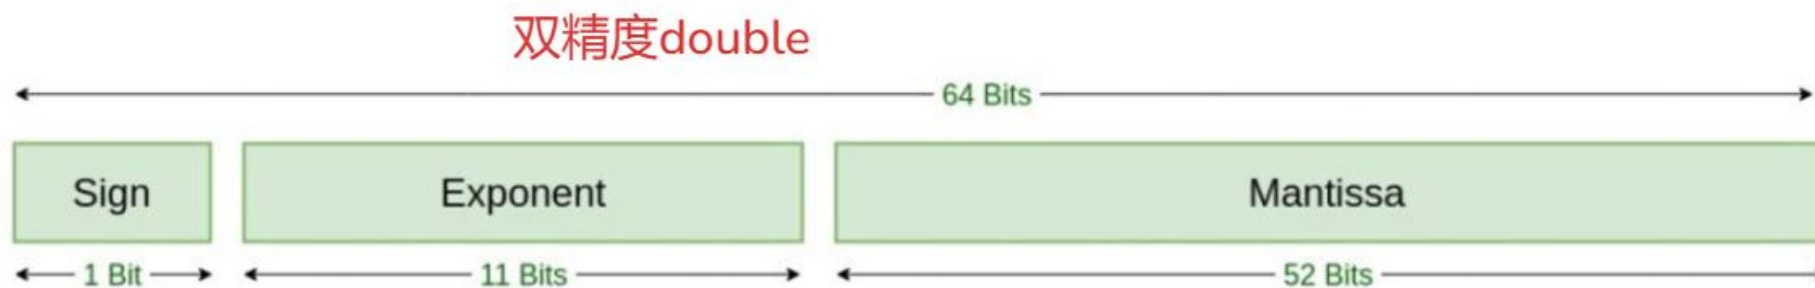 双精度double
64 Bits
Sign
Exponent
Mantissa
1 Bit
11 Bits
52 Bits